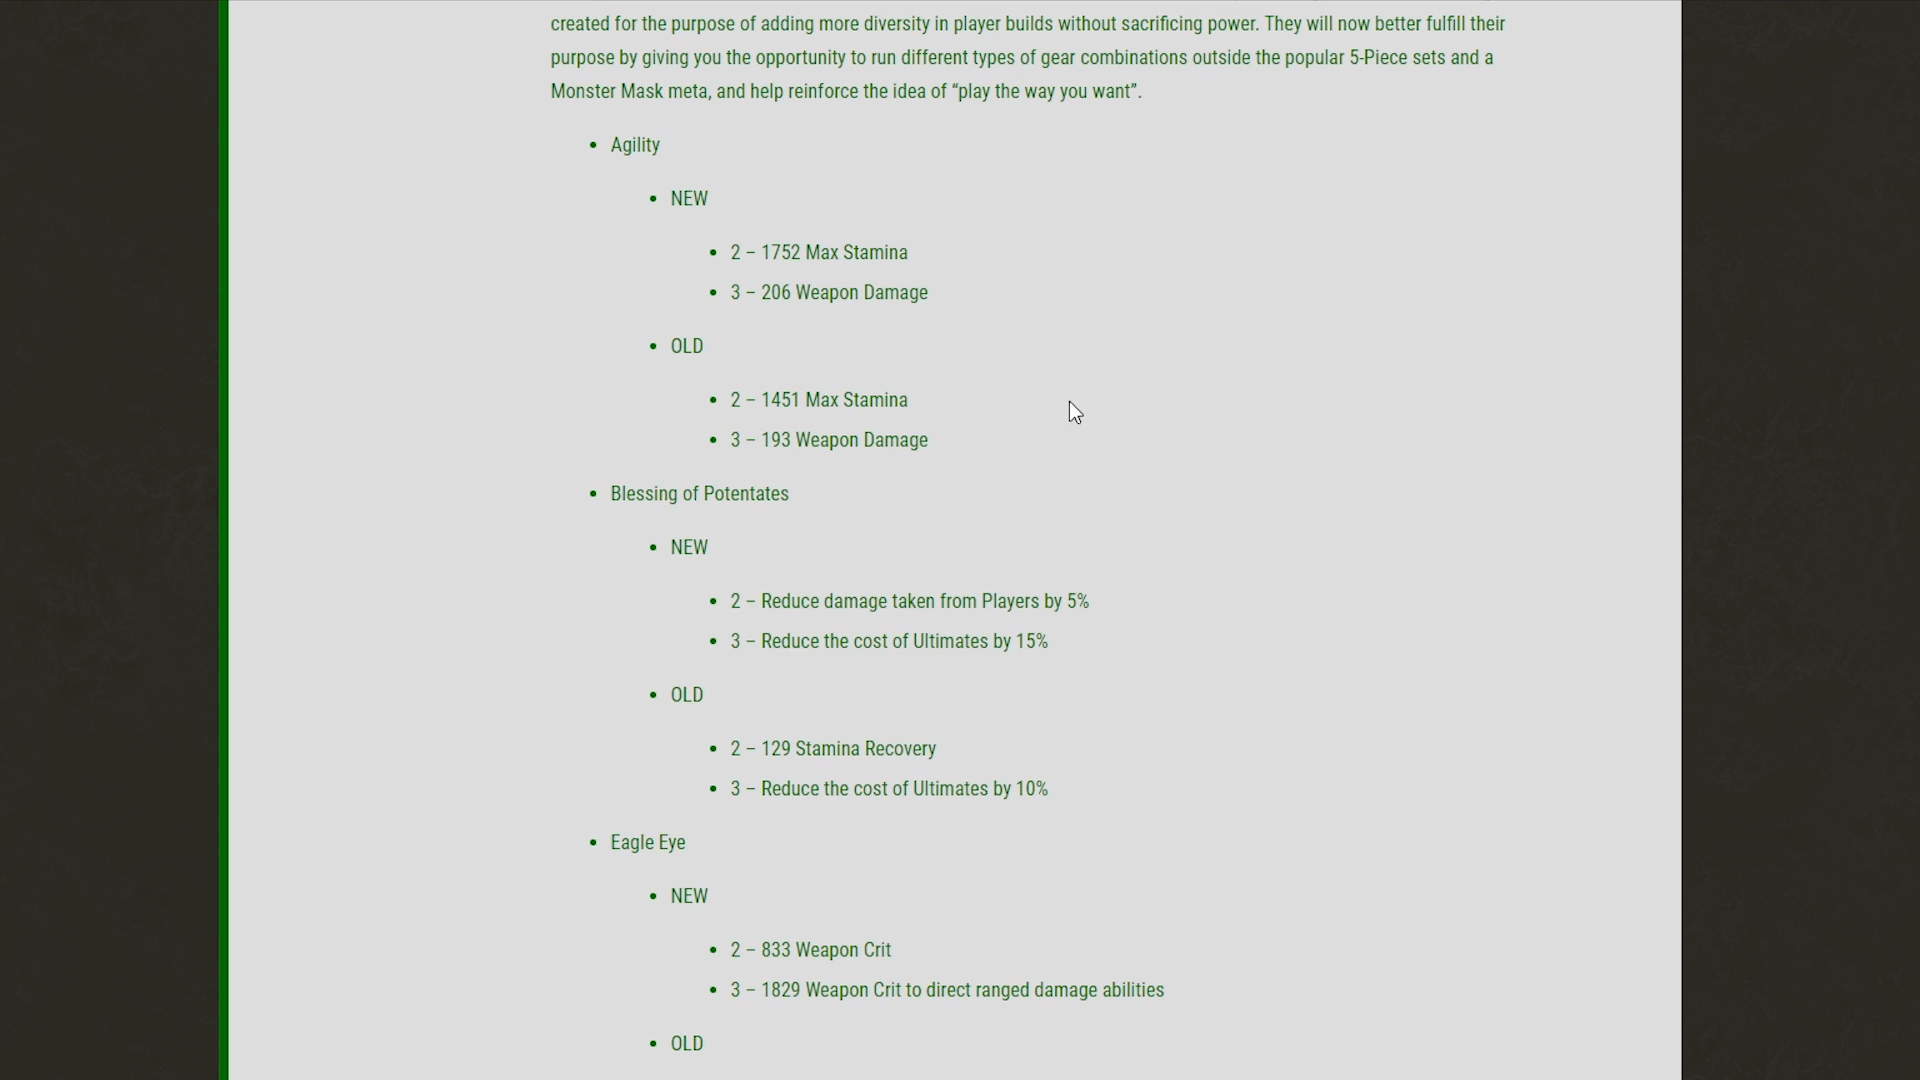 created for the purpose of adding more diversity in player builds without sacrificing power. They will now better fulfill their
purpose by giving you the opportunity to run different types of gear combinations outside the popular 5-Piece sets and a
Monster Mask meta, and help reinforce the idea of “play the way you want”.
• Agility
• NEW
• 2 – 1752 Max Stamina
• 3 – 206 Weapon Damage
• OLD
• 2 – 1451 Max Stamina
• 3 – 193 Weapon Damage
• Blessing of Potentates
• NEW
• 2 – Reduce damage taken from Players by 5%
• 3 – Reduce the cost of Ultimates by 15%
• OLD
• 2 – 129 Stamina Recovery
• 3 – Reduce the cost of Ultimates by 10%
• Eagle Eye
• NEW
• 2 – 833 Weapon Crit
• 3 – 1829 Weapon Crit to direct ranged damage abilities
• OLD